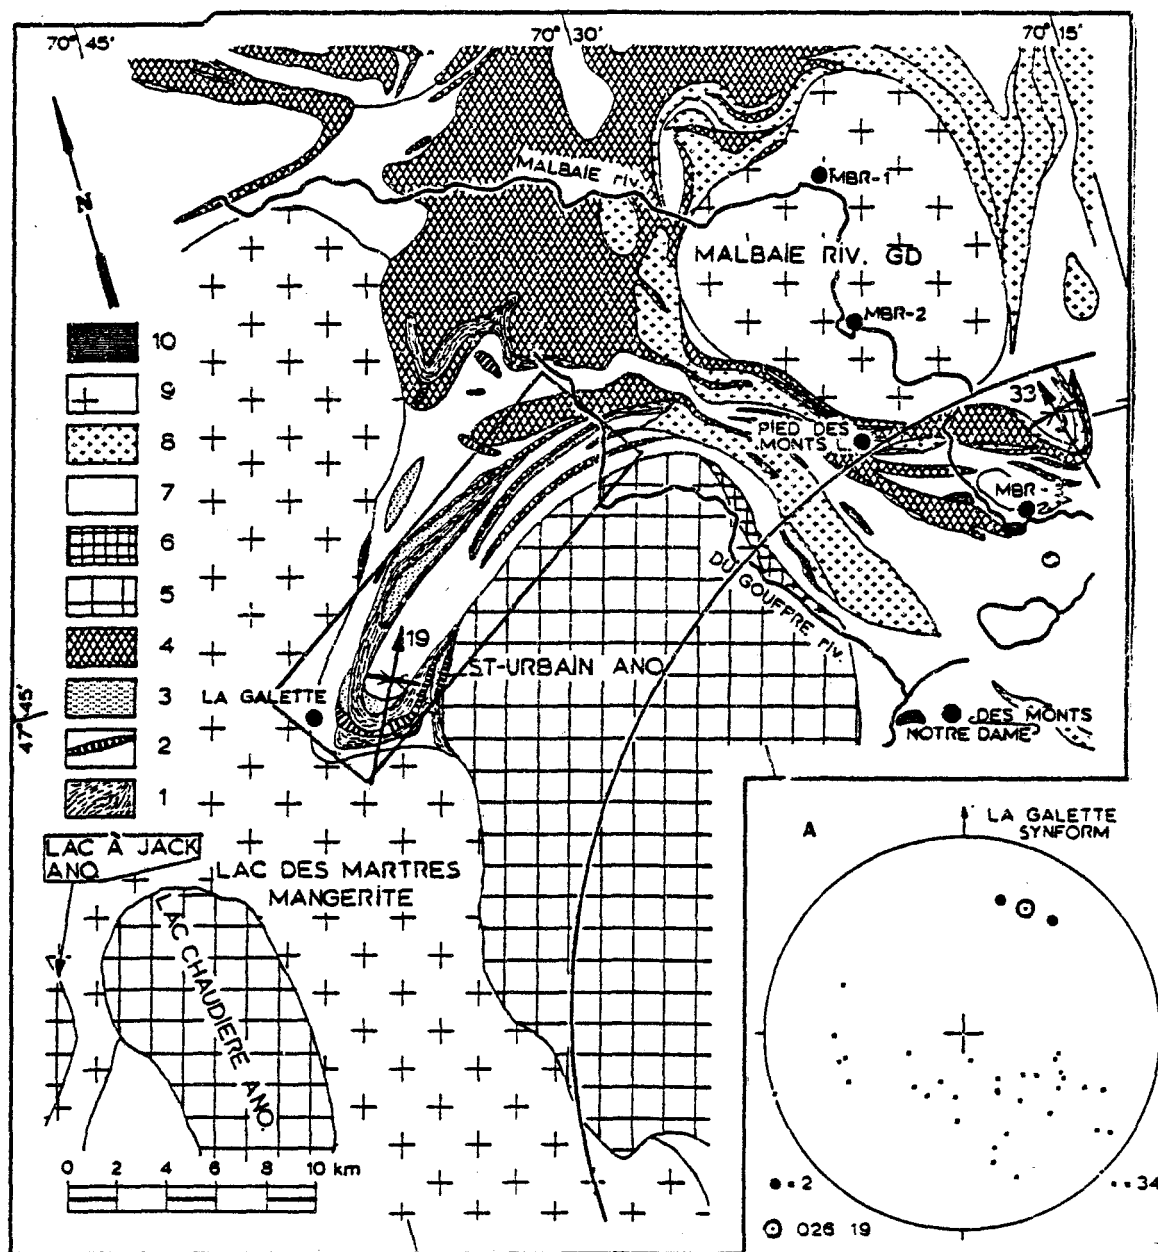 70° 45'
70° 30'
70° 15'
N
MALBAIE riv.
MBR-1
MALBAIE RIV. GD
MBR-2
10
9
8
7
6
5
4
3
2
1
33
PIED DES
MONTS L.
MBR-3
DU GOUFFRE riv.
19
ST-URBAIN ANO.
LA GALETTE
47° 45'
DES MONTS
NOTRE DAME
LAC À JACK
ANO.
LAC DES MARTRES
MANGERITE
LAC CHAUDIERE ANO.
0 2 4 6 8 10 km
A
LA GALETTE
SYNFORM
2
34
026 19